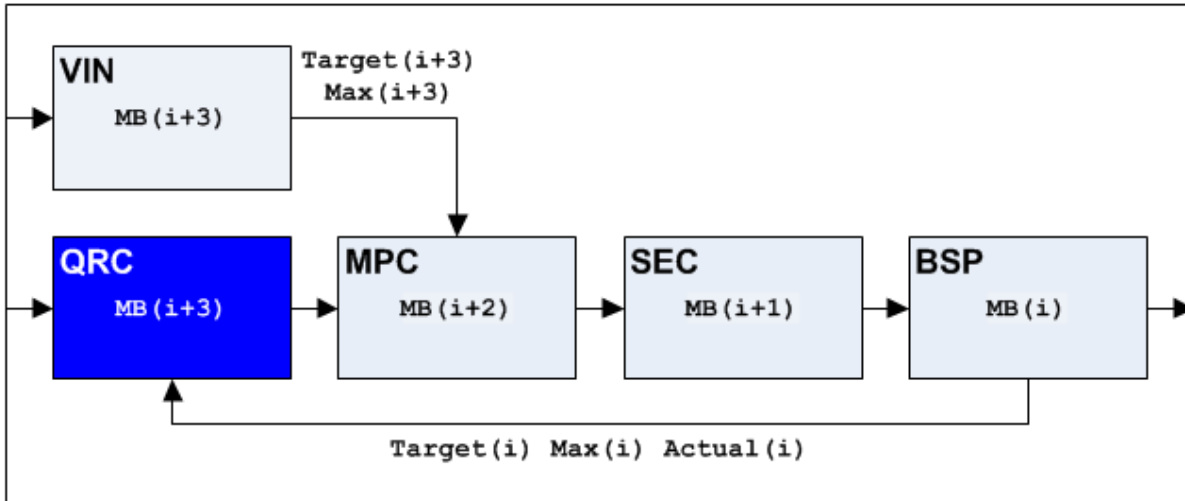 VIN
MB(i+3)
Target(i+3)
Max(i+3)
QRC
MB(i+3)
MPC
MB(i+2)
SEC
MB(i+1)
BSP
MB(i)
Target(i) Max(i) Actual(i)